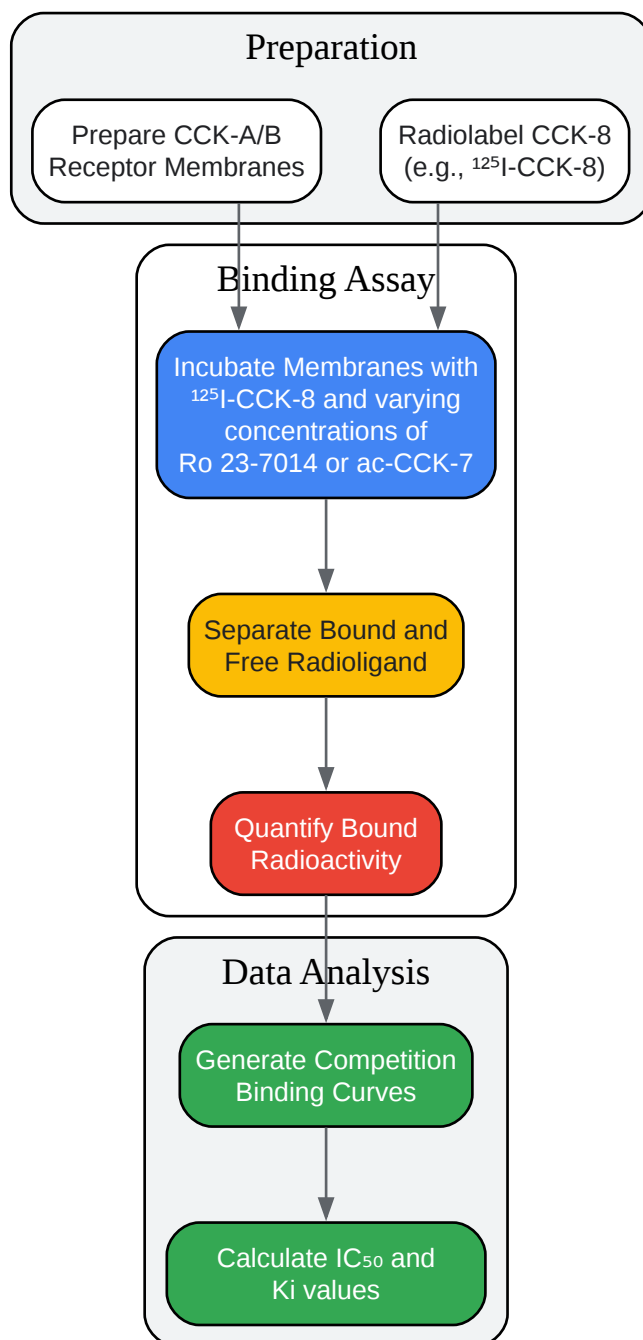 Preparation
Prepare CCK-A/B
Receptor Membranes
Radiolabel CCK-8
(e.g., ¹²⁵I-CCK-8)
Binding Assay
Incubate Membranes with
¹²⁵I-CCK-8 and varying
concentrations of
Ro 23-7014 or ac-CCK-7
Separate Bound and
Free Radioligand
Quantify Bound
Radioactivity
Data Analysis
Generate Competition
Binding Curves
Calculate IC₅₀ and
Ki values